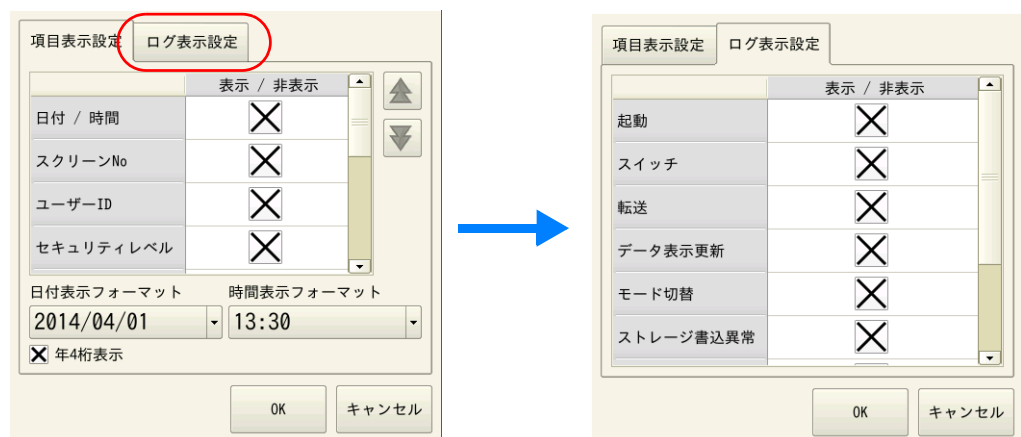 項目表示設定 ログ表示設定
表示 / 非表示
日付 / 時間
スクリーンNo
ユーザーID
セキュリティレベル
日付表示フォーマット 時間表示フォーマット
2014/04/01 13:30
年4桁表示
OK キャンセル
項目表示設定 ログ表示設定
表示 / 非表示
起動
スイッチ
転送
データ表示更新
モード切替
ストレージ書込異常
OK キャンセル